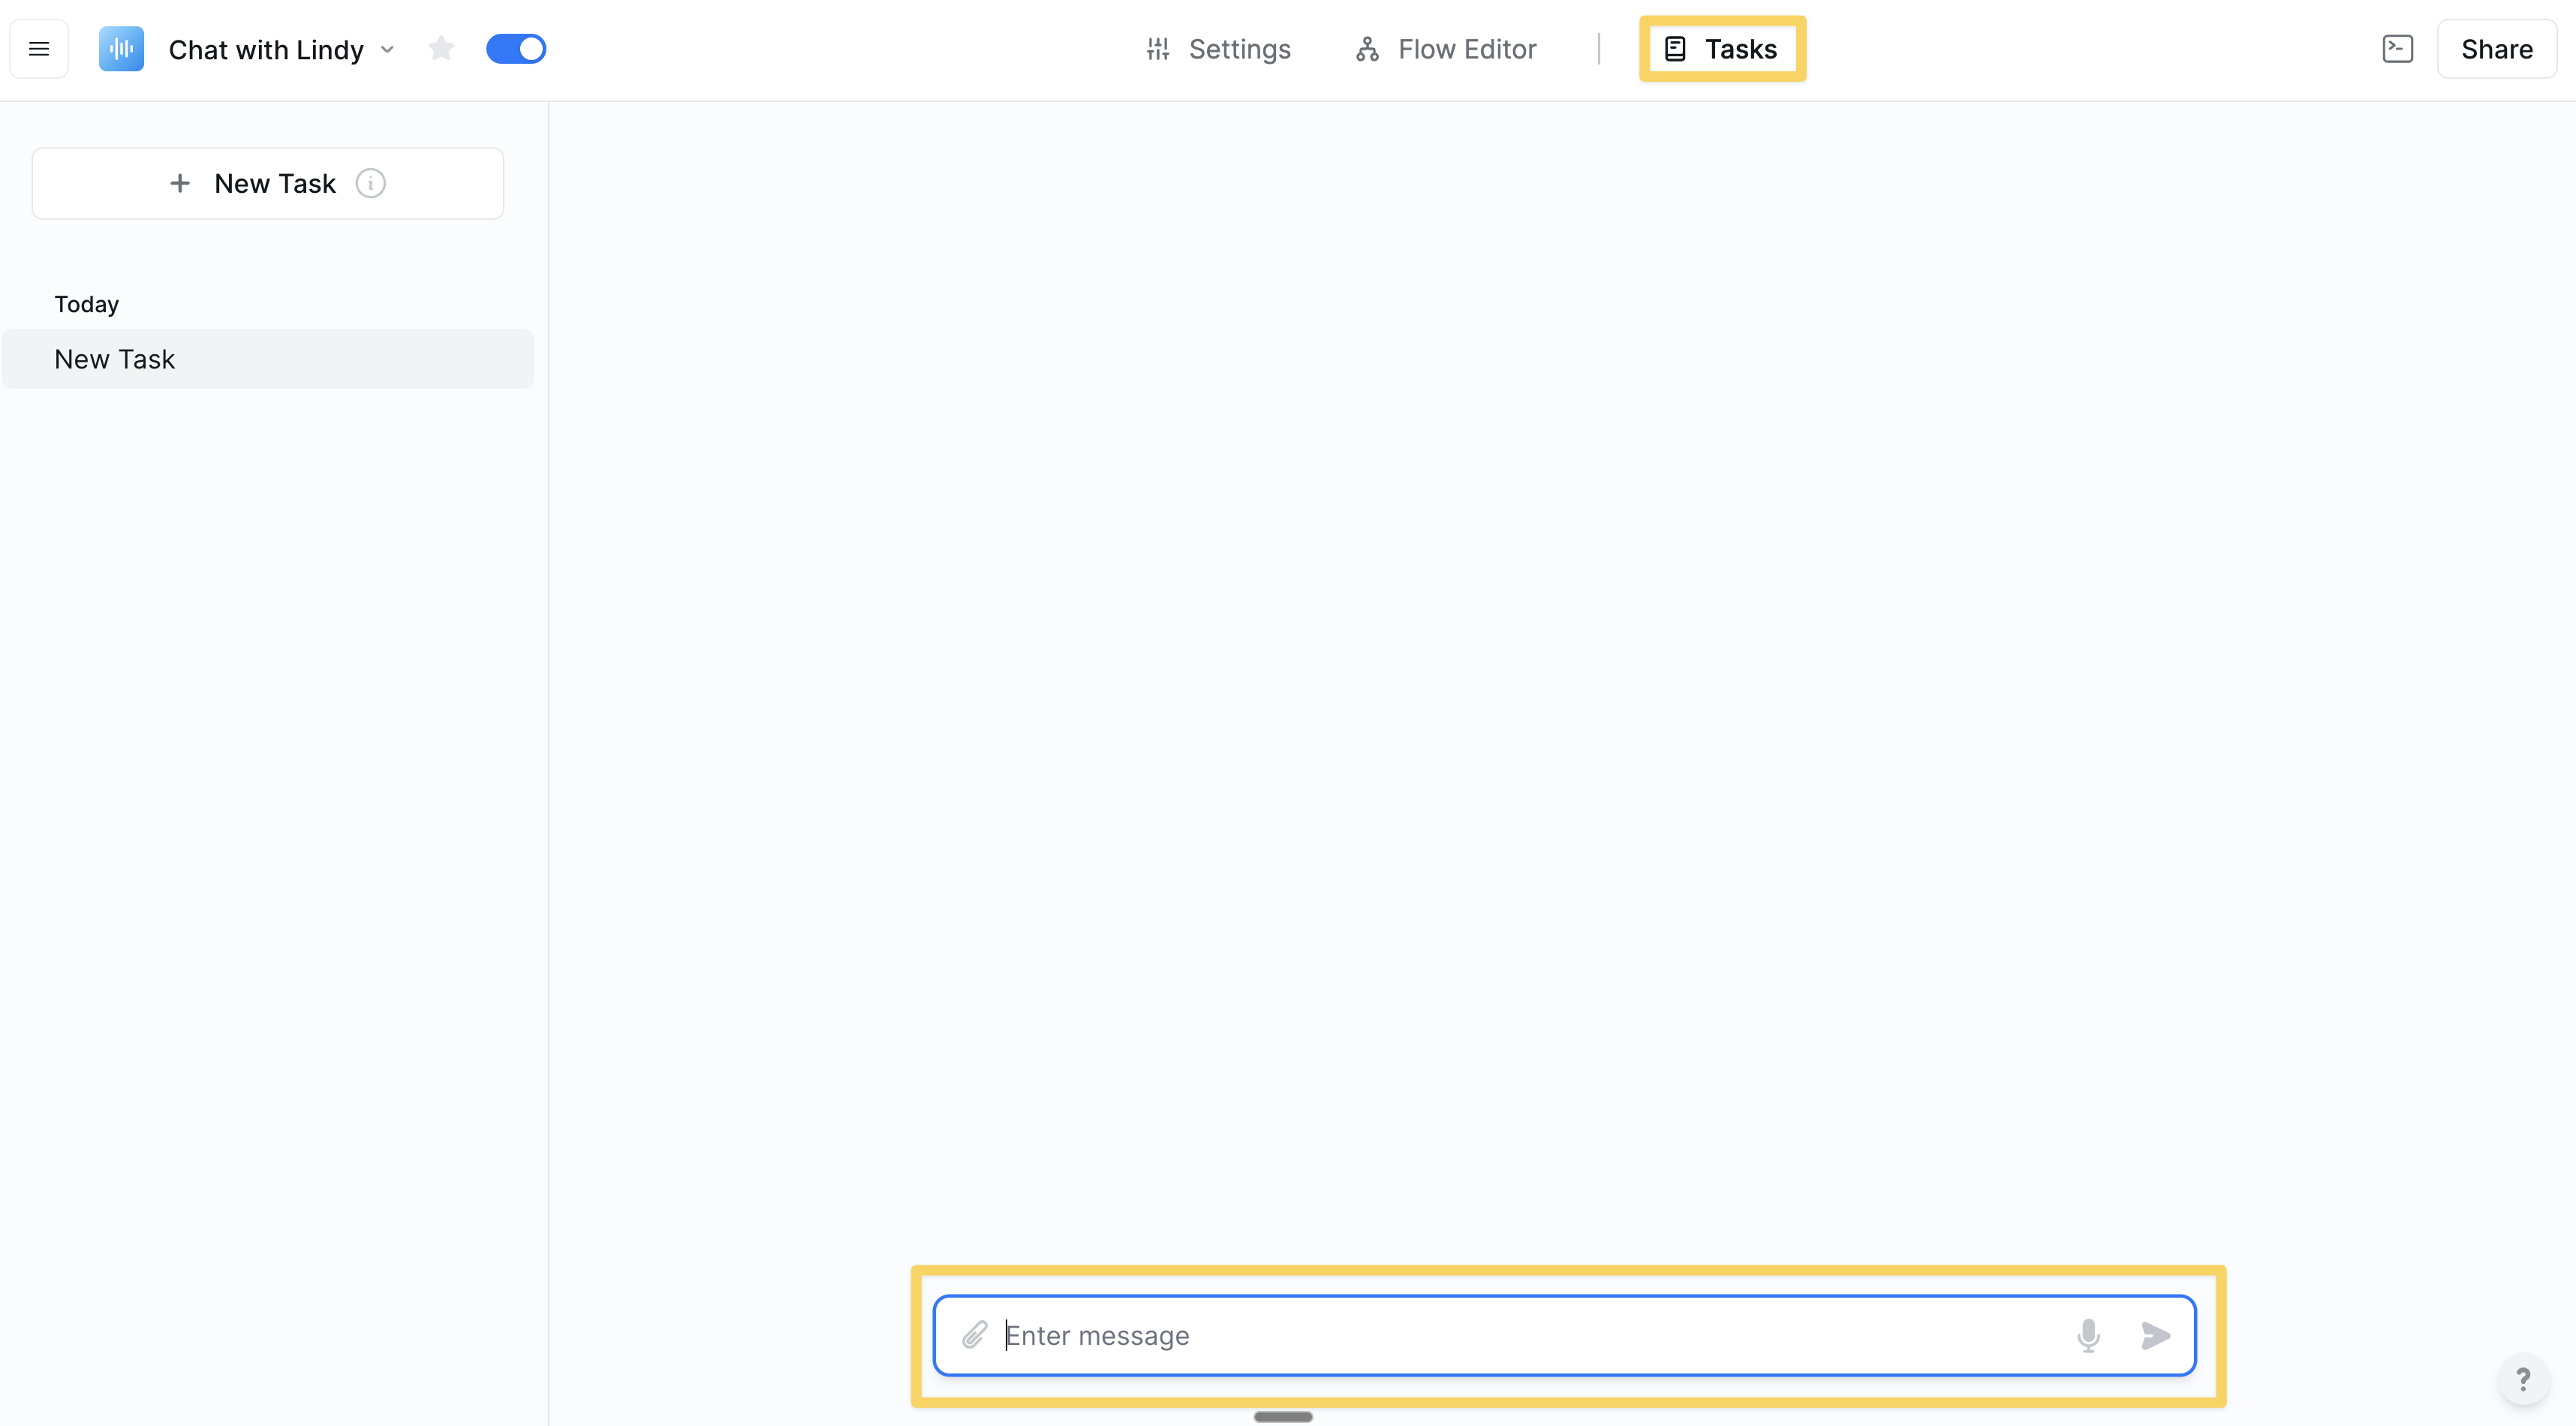 Chat with Lindy
Settings
Flow Editor
Tasks
Share
New Task
Today
New Task
Enter message
?